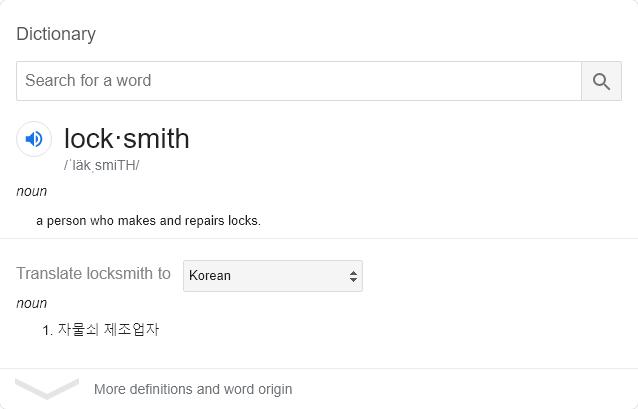 Dictionary
Search for a word
lock·smith
/ˈläkˌsmiTH/
noun
a person who makes and repairs locks.
Translate locksmith to Korean
noun
1. 자물쇠 제조업자
More definitions and word origin